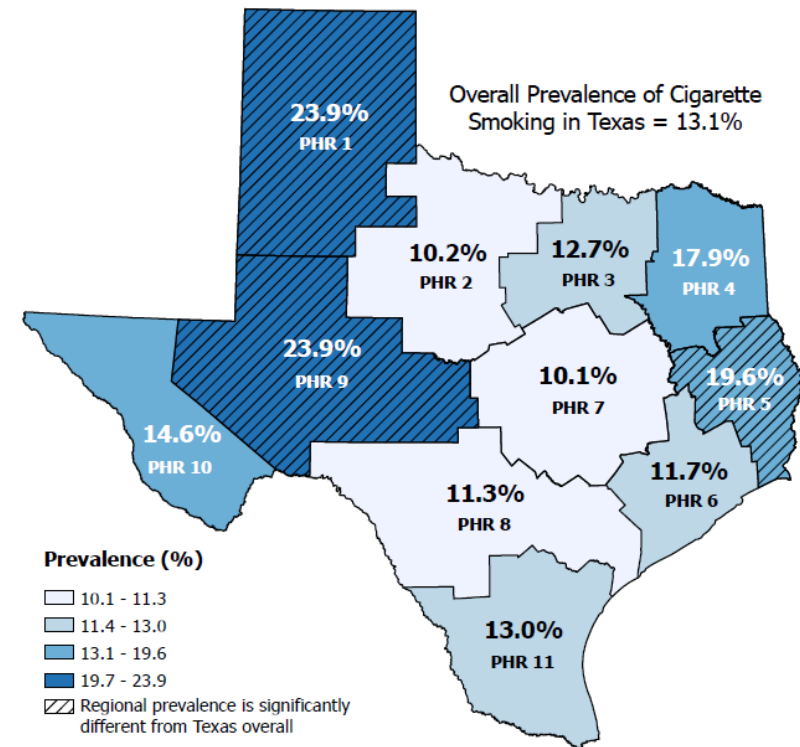 Overall Prevalence of Cigarette
Smoking in Texas = 13.1%
23.9%
PHR 1
10.2%
PHR 2
12.7%
PHR 3
17.9%
PHR 4
23.9%
PHR 9
10.1%
PHR 7
19.6%
PHR 5
14.6%
PHR 10
11.3%
PHR 8
11.7%
PHR 6
13.0%
PHR 11
Prevalence (%)
10.1 - 11.3
11.4 - 13.0
13.1 - 19.6
19.7 - 23.9
Regional prevalence is significantly
different from Texas overall